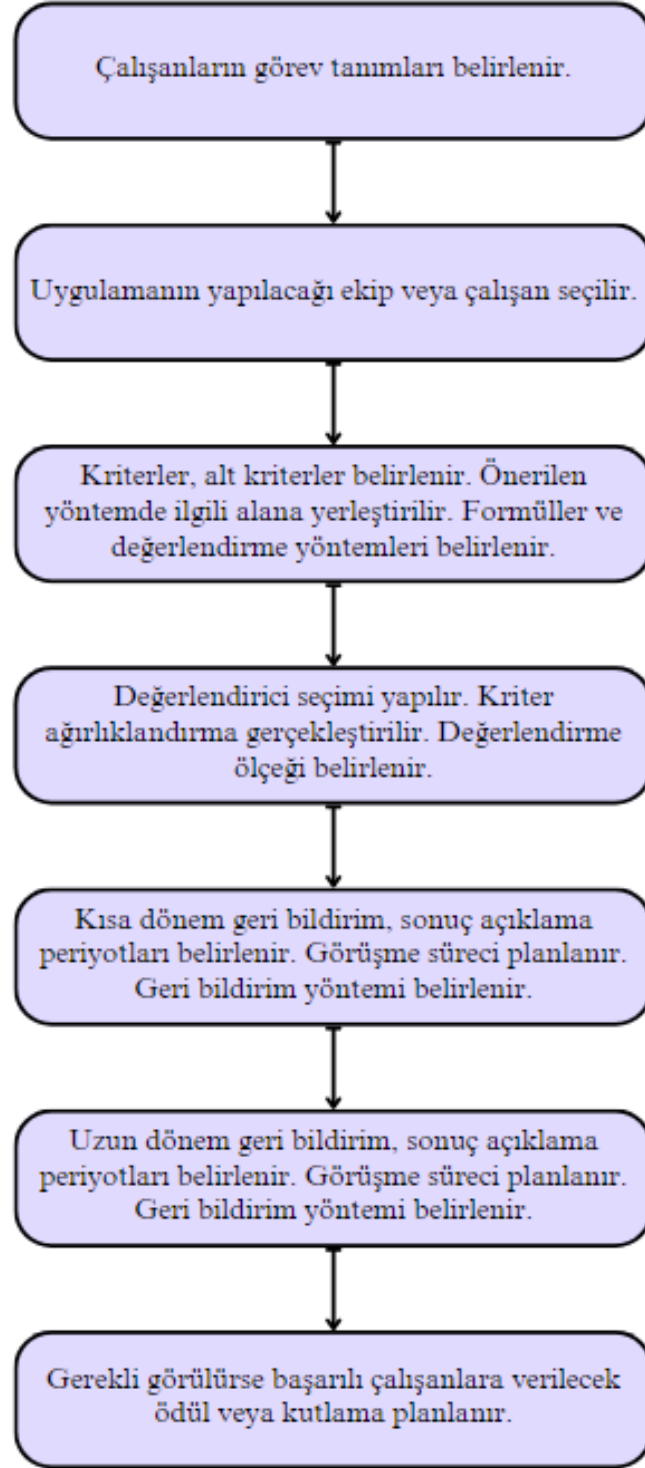 Çalışanların görev tanımları belirlenir.
Uygulamanın yapılacağı ekip veya çalışan seçilir.
Kriterler, alt kriterler belirlenir. Önerilen
yöntemde ilgili alana yerleştirilir. Formüller ve
değerlendirme yöntemleri belirlenir.
Değerlendirici seçimi yapılır. Kriter
ağırlıklandırma gerçekleştirilir. Değerlendirme
ölçeği belirlenir.
Kısa dönem geri bildirim, sonuç açıklama
periyotları belirlenir. Görüşme süreci planlanır.
Geri bildirim yöntemi belirlenir.
Uzun dönem geri bildirim, sonuç açıklama
periyotları belirlenir. Görüşme süreci planlanır.
Geri bildirim yöntemi belirlenir.
Gerekli görülürse başarılı çalışanlara verilecek
ödül veya kutlama planlanır.